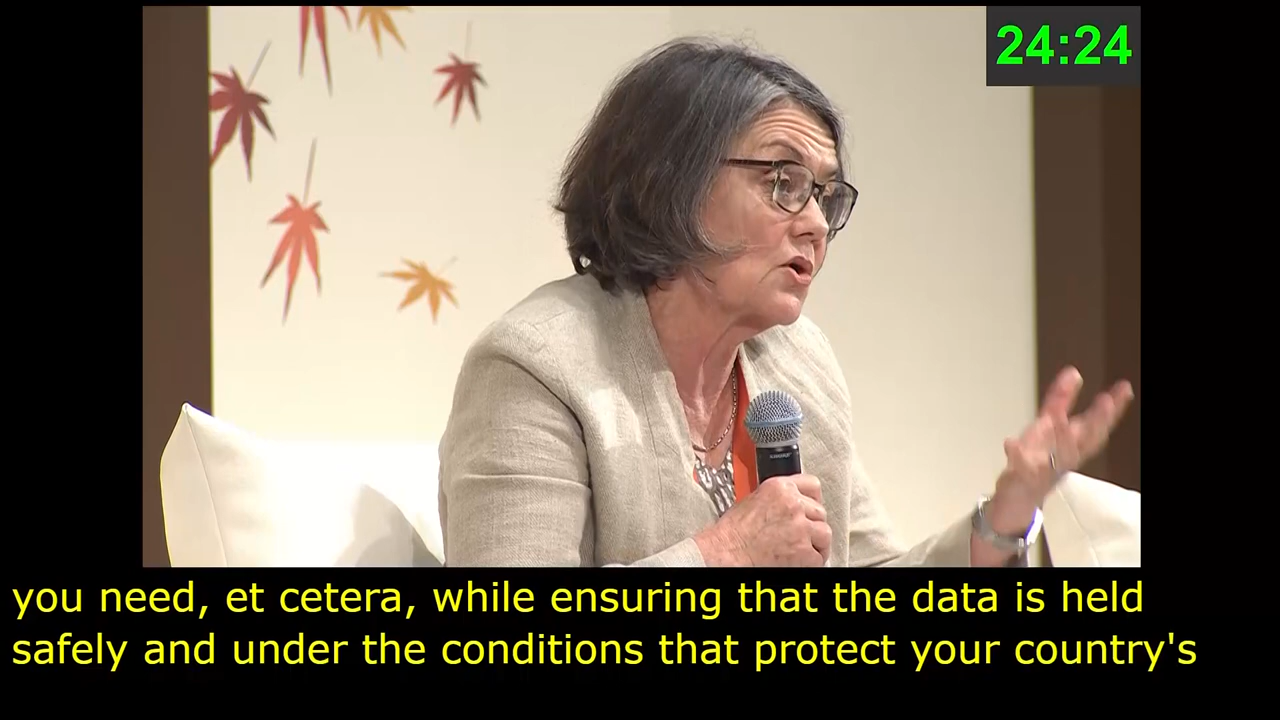 24:24
you need, et cetera, while ensuring that the data is held
safely and under the conditions that protect your country's